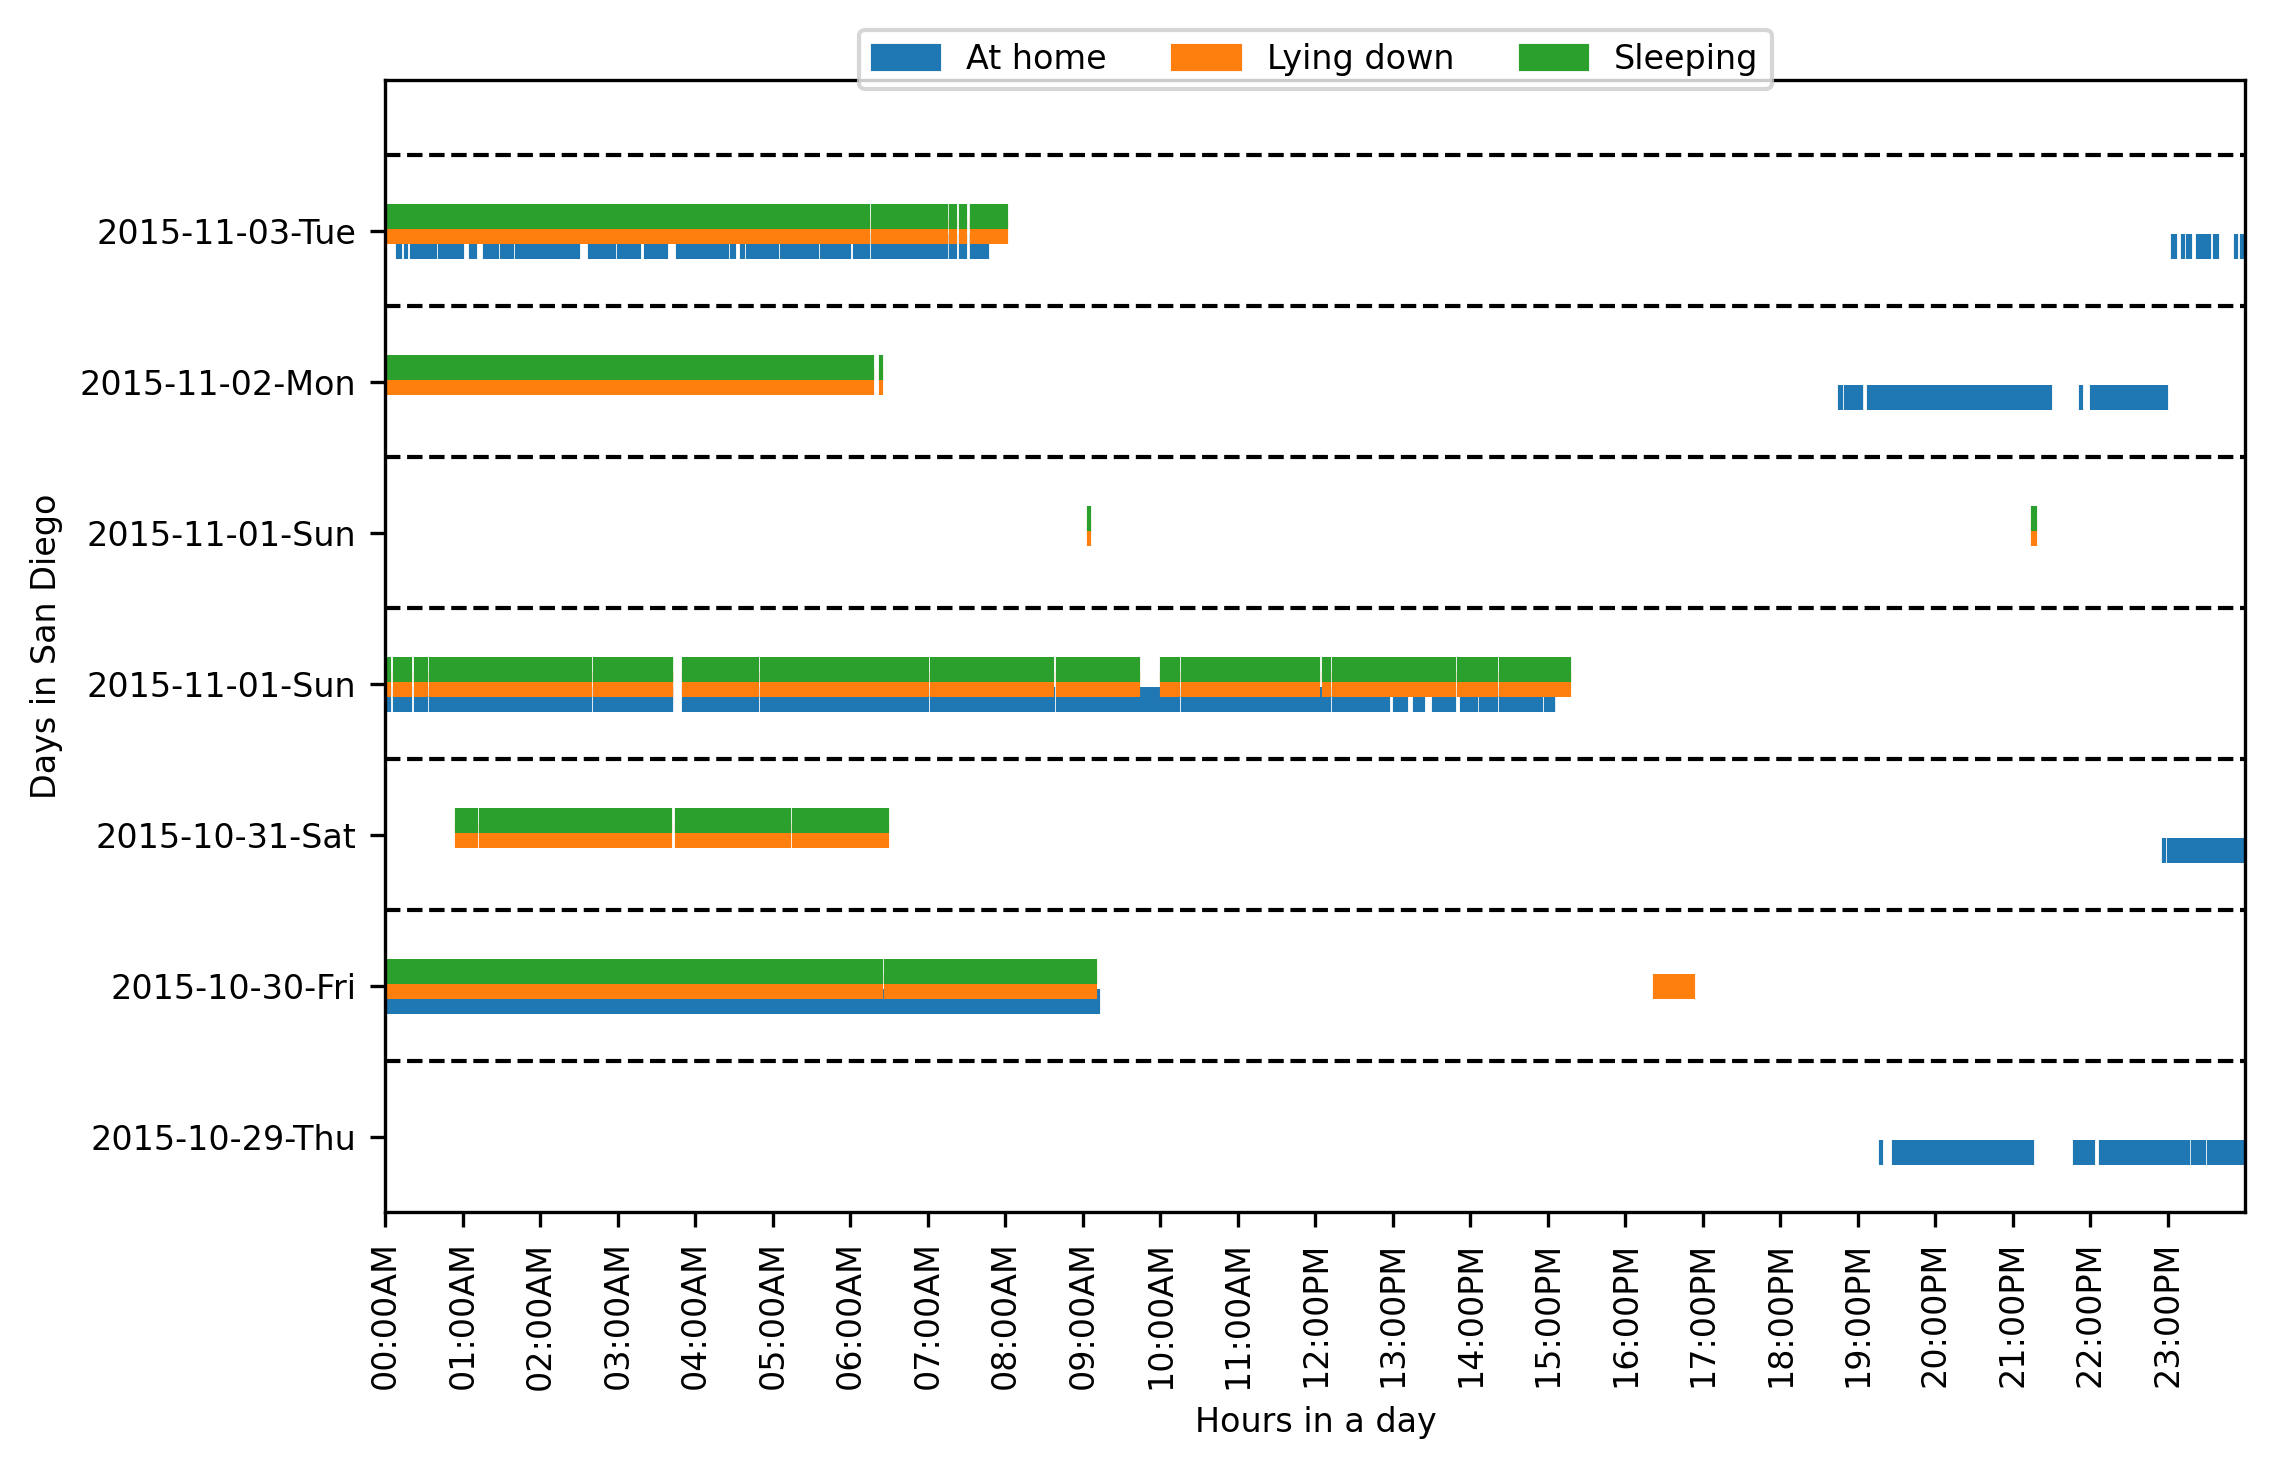 At home Lying down Sleeping
2015-11-03-Tue
2015-11-02-Mon
2015-11-01-Sun
2015-11-01-Sun
2015-10-31-Sat
2015-10-30-Fri
2015-10-29-Thu
Days in San Diego
00:00AM
01:00AM
02:00AM
03:00AM
04:00AM
05:00AM
06:00AM
07:00AM
08:00AM
09:00AM
10:00AM
11:00AM
12:00PM
13:00PM
14:00PM
15:00PM
16:00PM
17:00PM
18:00PM
19:00PM
20:00PM
21:00PM
22:00PM
23:00PM
Hours in a day